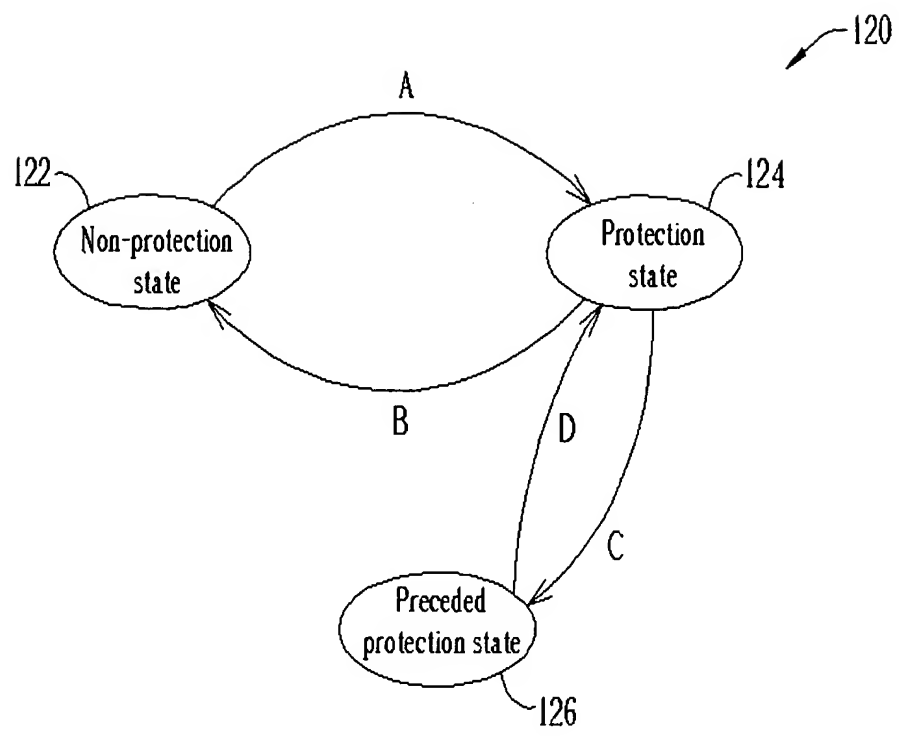 120
A
122
124
Non-protection
state
Protection
state
B
D
C
Preceded
protection state
126